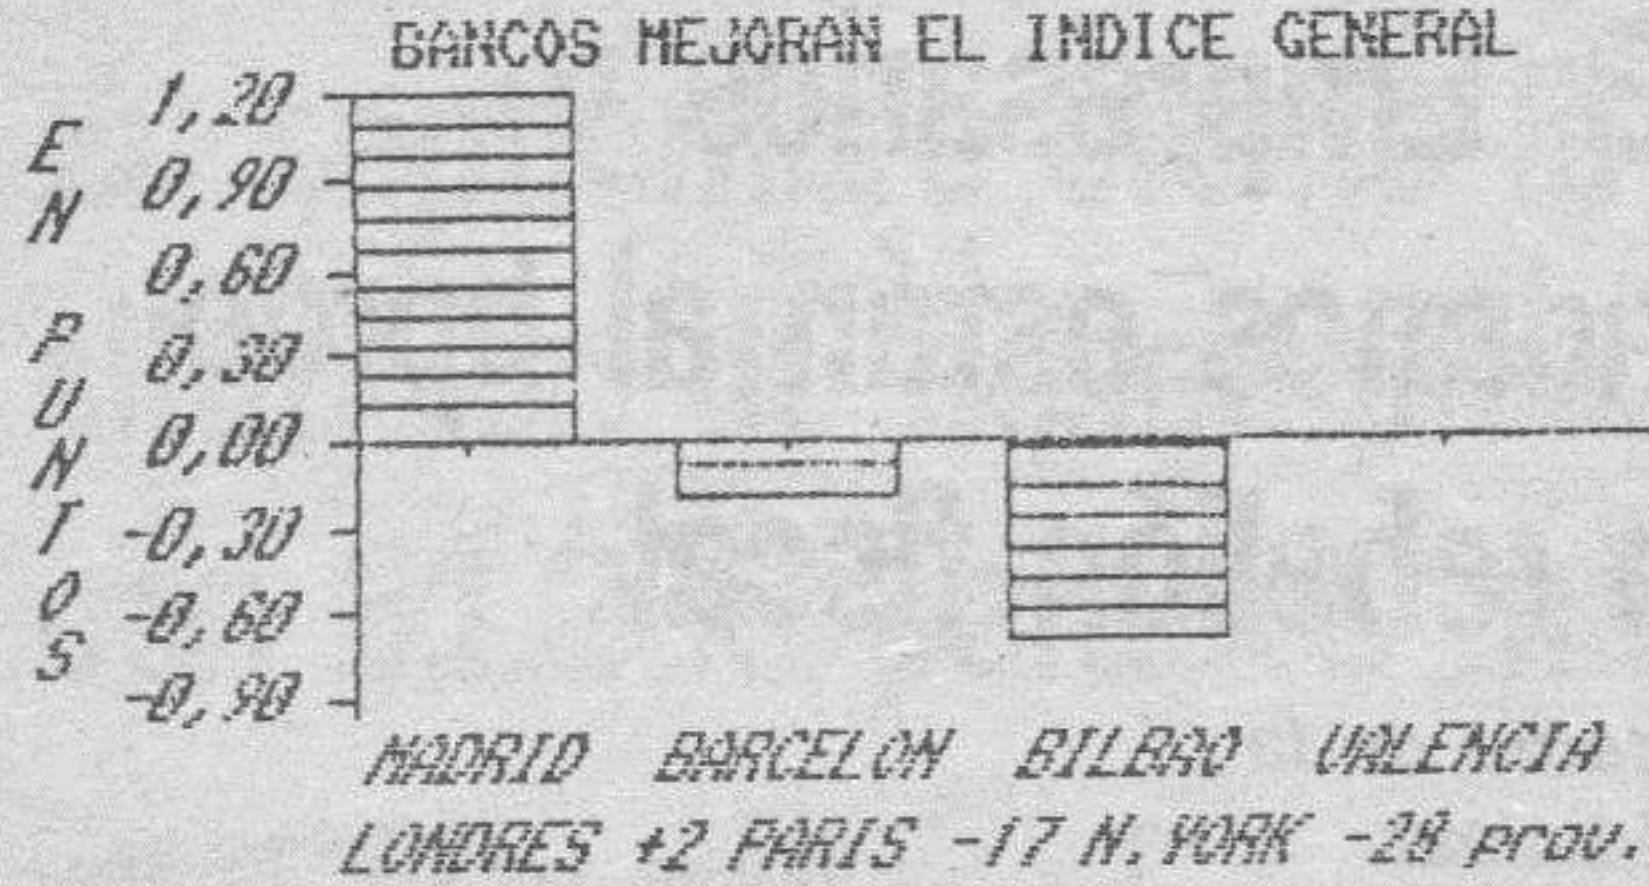 BANCOS MEJORAN EL INDICE GENERAL
EN PUNTOS
1,20
0,90
0,60
0,30
0,00
-0,30
-0,60
-0,90
MADRID BARCELON BILBAO VALENCIA
LONDRES +2 PARIS -17 N.YORK -28 prov.